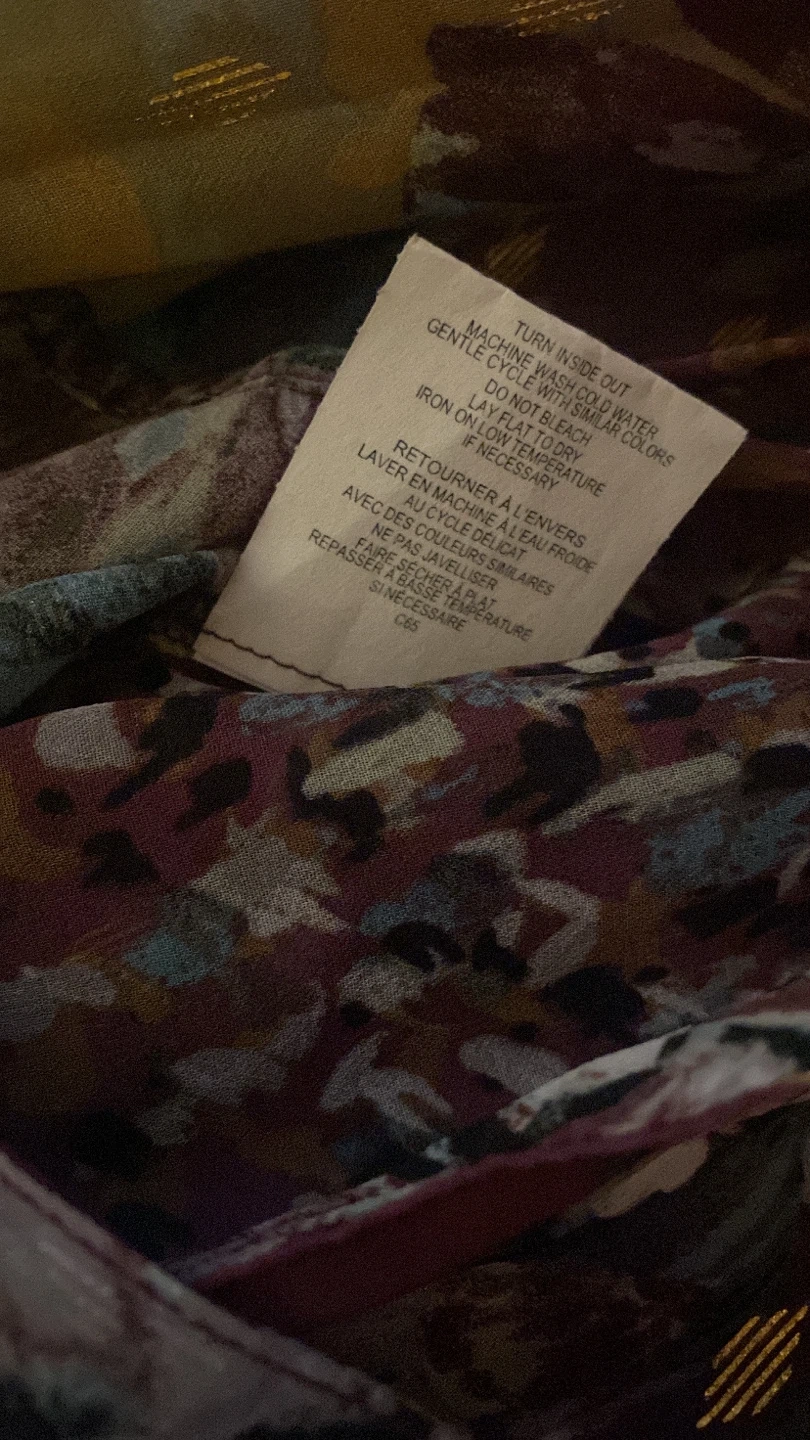 TURN INSIDE OUT
MACHINE WASH COLD WATER
GENTLE CYCLE WITH SIMILAR COLORS
DO NOT BLEACH
LAY FLAT TO DRY
IRON ON LOW TEMPERATURE
IF NECESSARY
RETOURNER À L'ENVERS
LAVER EN MACHINE À L'EAU FROIDE
AU CYCLE DÉLICAT
AVEC DES COULEURS SIMILAIRES
NE PAS JAVELLISER
FAIRE SÉCHER À PLAT
REPASSER À BASSE TEMPÉRATURE
SI NÉCESSAIRE
C65